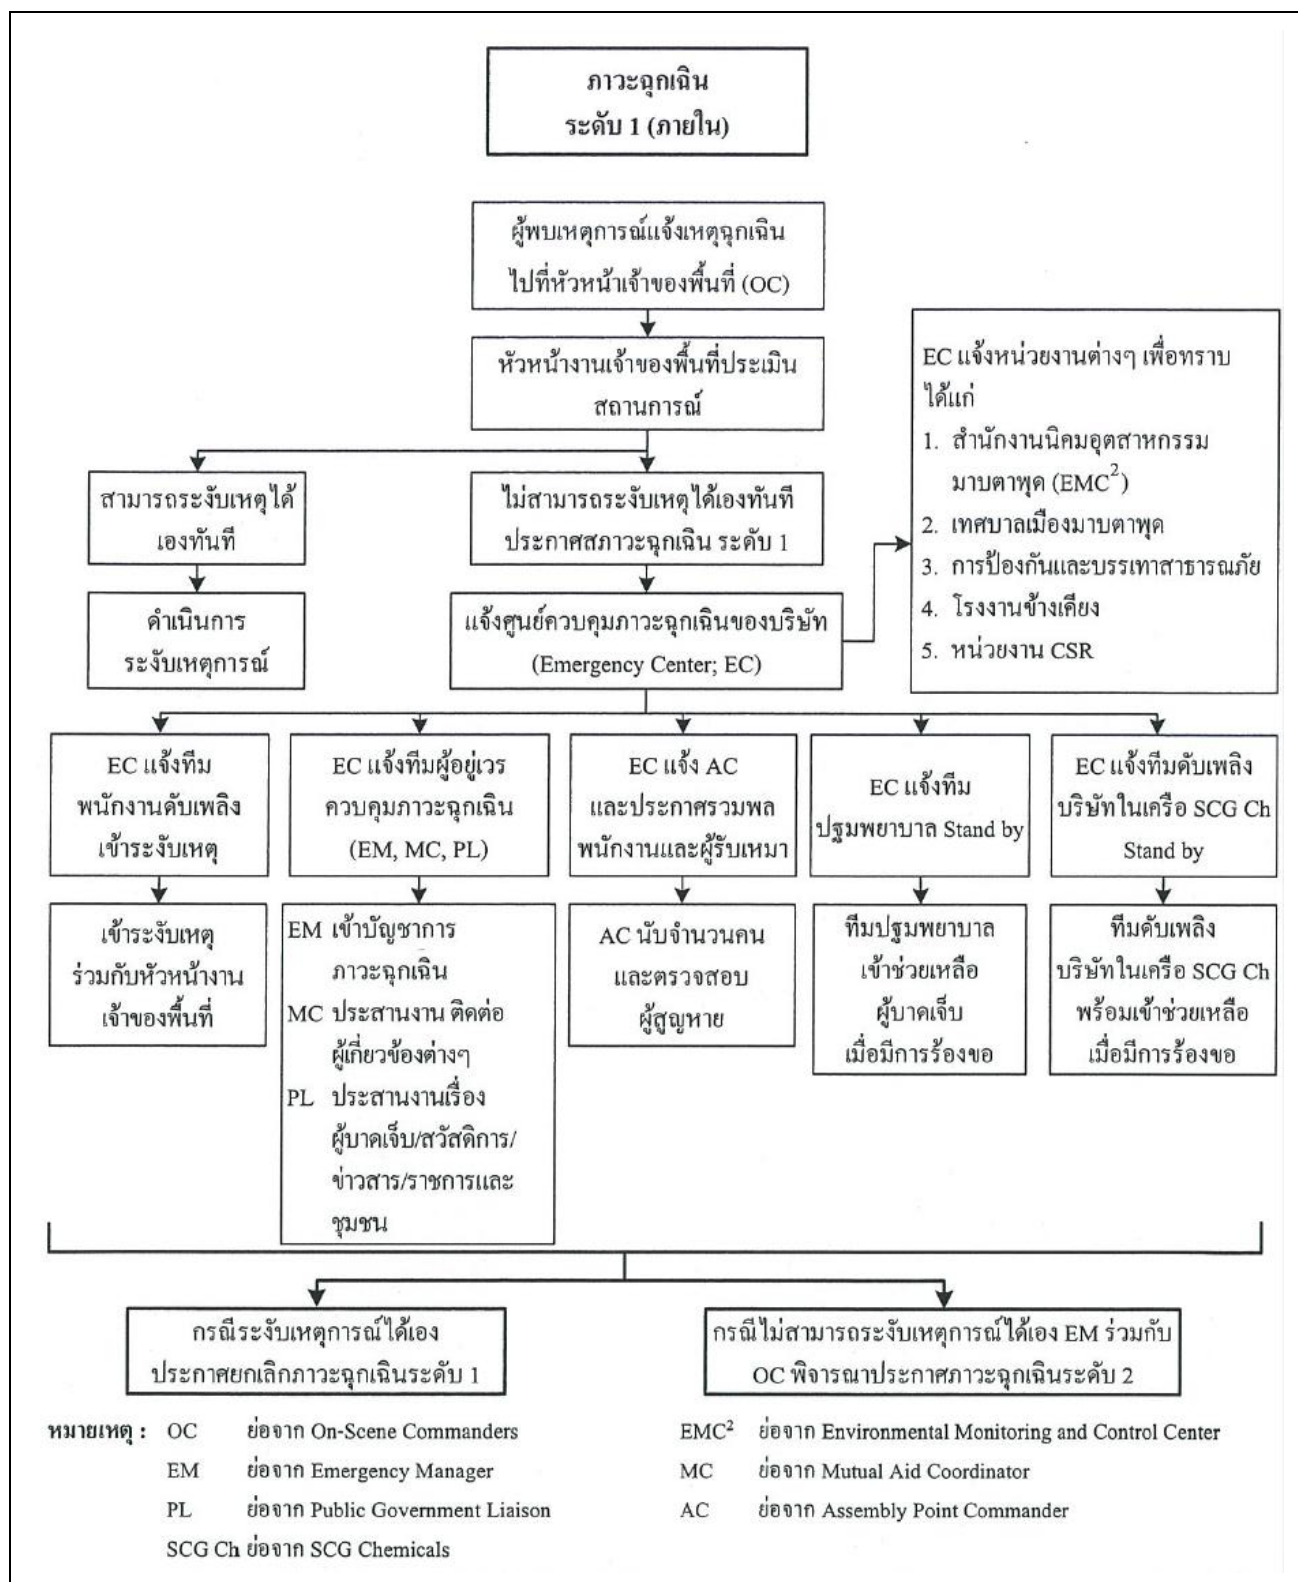 ภาวะฉุกเฉิน
ระดับ 1 (ภายใน)
ผู้พบเหตุการณ์แจ้งเหตุฉุกเฉิน
ไปที่หัวหน้าเจ้าของพื้นที่ (OC)
หัวหน้างานเจ้าของพื้นที่ประเมิน
สถานการณ์
สามารถระงับเหตุได้
เองทันที
ไม่สามารถระงับเหตุได้เองทันที
ประกาศสภาวะฉุกเฉิน ระดับ 1
ดำเนินการ
ระงับเหตุการณ์
แจ้งศูนย์ควบคุมภาวะฉุกเฉินของบริษัท
(Emergency Center; EC)
EC แจ้งหน่วยงานต่างๆ เพื่อทราบ
ได้แก่
1. สำนักงานนิคมอุตสาหกรรม
มาบตาพุด (EMC²)
2. เทศบาลเมืองมาบตาพุด
3. การป้องกันและบรรเทาสาธารณภัย
4. โรงงานข้างเคียง
5. หน่วยงาน CSR
EC แจ้งทีม
พนักงานดับเพลิง
เข้าระงับเหตุ
EC แจ้งทีมผู้อยู่เวร
ควบคุมภาวะฉุกเฉิน
(EM, MC, PL)
EC แจ้ง AC
และประกาศรวมพล
พนักงานและผู้รับเหมา
EC แจ้งทีม
ปฐมพยาบาล Stand by
EC แจ้งทีมดับเพลิง
บริษัทในเครือ SCG Ch
Stand by
เข้าระงับเหตุ
ร่วมกับหัวหน้างาน
เจ้าของพื้นที่
EM เข้าบัญชาการ
ภาวะฉุกเฉิน
MC ประสานงาน ติดต่อ
ผู้เกี่ยวข้องต่างๆ
PL ประสานงานเรื่อง
ผู้บาดเจ็บ/สวัสดิการ/
ข่าวสาร/ราชการและ
ชุมชน
AC นับจำนวนคน
และตรวจสอบ
ผู้สูญหาย
ทีมปฐมพยาบาล
เข้าช่วยเหลือ
ผู้บาดเจ็บ
เมื่อมีการร้องขอ
ทีมดับเพลิง
บริษัทในเครือ SCG Ch
พร้อมเข้าช่วยเหลือ
เมื่อมีการร้องขอ
กรณีระงับเหตุการณ์ได้เอง
ประกาศยกเลิกภาวะฉุกเฉินระดับ 1
กรณีไม่สามารถระงับเหตุการณ์ได้เอง EM ร่วมกับ
OC พิจารณาประกาศภาวะฉุกเฉินระดับ 2
หมายเหตุ : OC ย่อจาก On-Scene Commanders
EM ย่อจาก Emergency Manager
PL ย่อจาก Public Government Liaison
SCG Ch ย่อจาก SCG Chemicals
EMC² ย่อจาก Environmental Monitoring and Control Center
MC ย่อจาก Mutual Aid Coordinator
AC ย่อจาก Assembly Point Commander